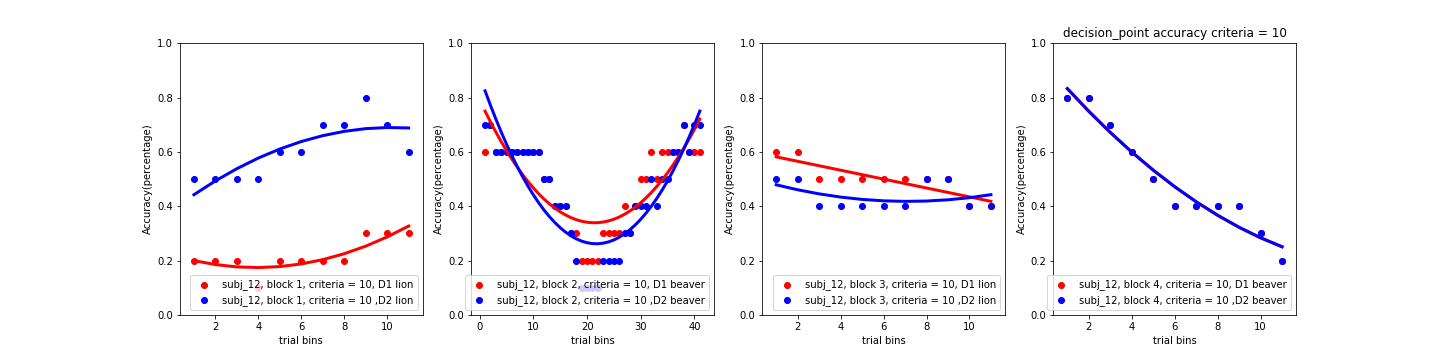 decision_point accuracy criteria = 10
1.0
0.8
0.6
0.4
0.2
0.0
Accuracy(percentage)
subj_12, block 1, criteria = 10, D1 lion
subj_12, block 1, criteria = 10 ,D2 lion
2 4 6 8 10
trial bins
1.0
0.8
0.6
0.4
0.2
0.0
Accuracy(percentage)
subj_12, block 2, criteria = 10, D1 beaver
subj_12, block 2, criteria = 10 ,D2 beaver
0 10 20 30 40
trial bins
1.0
0.8
0.6
0.4
0.2
0.0
Accuracy(percentage)
subj_12, block 3, criteria = 10, D1 lion
subj_12, block 3, criteria = 10 ,D2 lion
2 4 6 8 10
trial bins
1.0
0.8
0.6
0.4
0.2
0.0
Accuracy(percentage)
subj_12, block 4, criteria = 10, D1 beaver
subj_12, block 4, criteria = 10 ,D2 beaver
2 4 6 8 10
trial bins